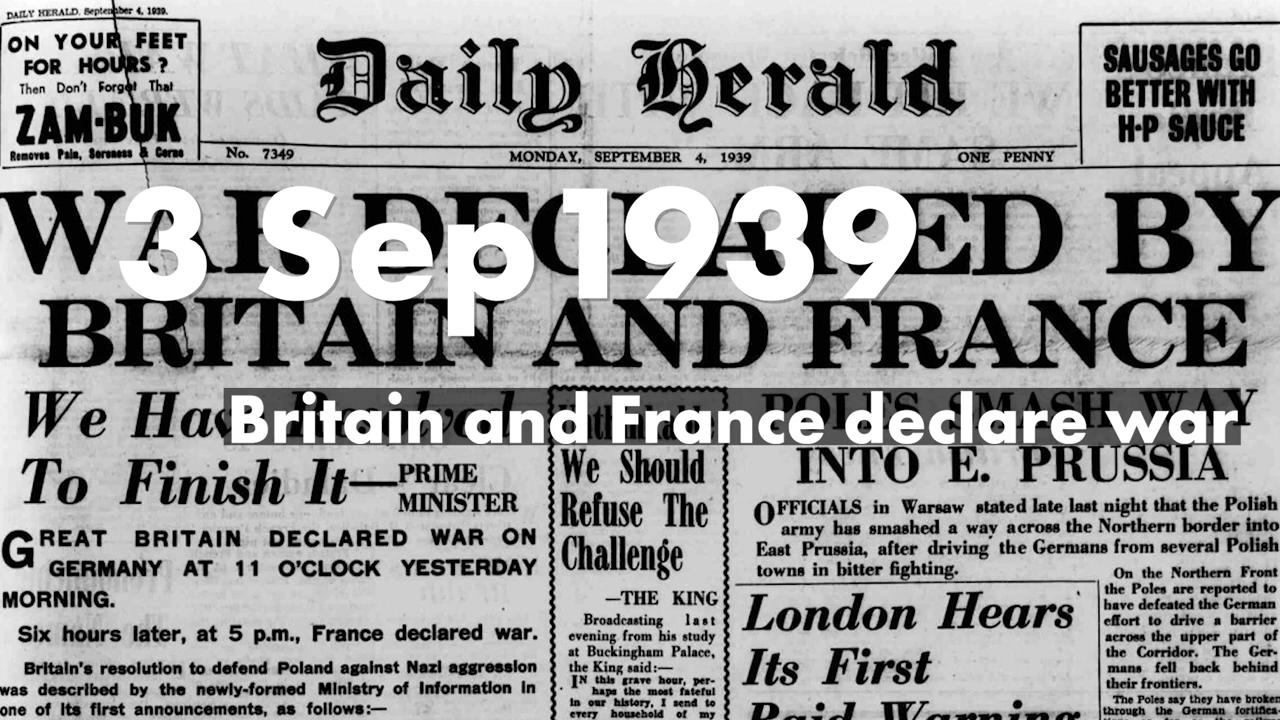 DAILY HERALD, September 4, 1939.
ON YOUR FEET
FOR HOURS?
Then Don't Forget That
ZAM-BUK
Removes Pain, Soreness & Corns
Daily Herald
SAUSAGES GO
BETTER WITH
H·P SAUCE
No. 7349
MONDAY, SEPTEMBER 4, 1939
ONE PENNY
WAR DECLARED BY
3 Sep 1939
BRITAIN AND FRANCE
Britain and France declare war
We Have Resolved
To Finish It—PRIME
MINISTER
GREAT BRITAIN DECLARED WAR ON
GERMANY AT 11 O'CLOCK YESTERDAY
MORNING.
Six hours later, at 5 p.m., France declared war.
Britain's resolution to defend Poland against Nazi aggression
was described by the newly-formed Ministry of Information in
one of its first announcements, as follows:—
We Should
Refuse The
Challenge
—THE KING
Broadcasting last
evening from his study
at Buckingham Palace,
the King said:—
IN this grave hour, per-
haps the most fateful
in our history, I send to
every household of my
POLES SMASH WAY
INTO E. PRUSSIA
OFFICIALS in Warsaw stated late last night that the Polish
army has smashed a way across the Northern border into
East Prussia, after driving the Germans from several Polish
towns in bitter fighting.
London Hears
Its First
Raid Warning
On the Northern Front
the Poles are reported to
have defeated the German
effort to drive a barrier
across the upper part of
the Corridor. The Ger-
mans fell back behind
their frontiers.
The Poles say they have broken
through the German fortifica-